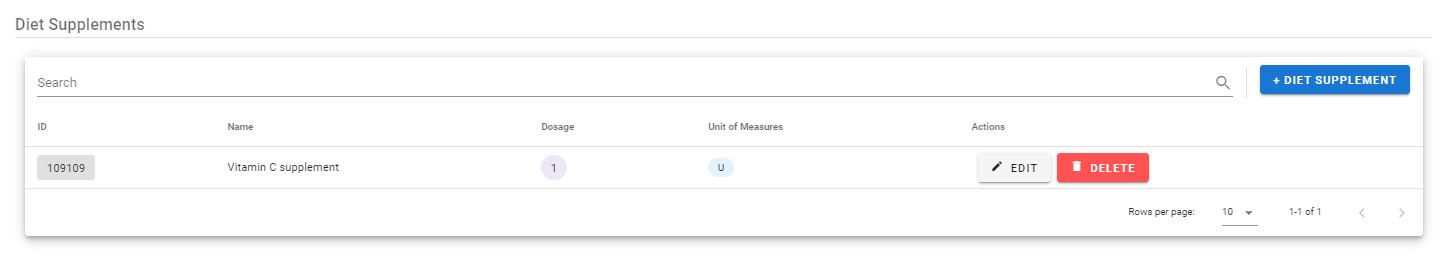 Diet Supplements
Search
+ DIET SUPPLEMENT
ID Name Dosage Unit of Measures Actions
109109 Vitamin C supplement 1 U EDIT DELETE
Rows per page: 10 1-1 of 1